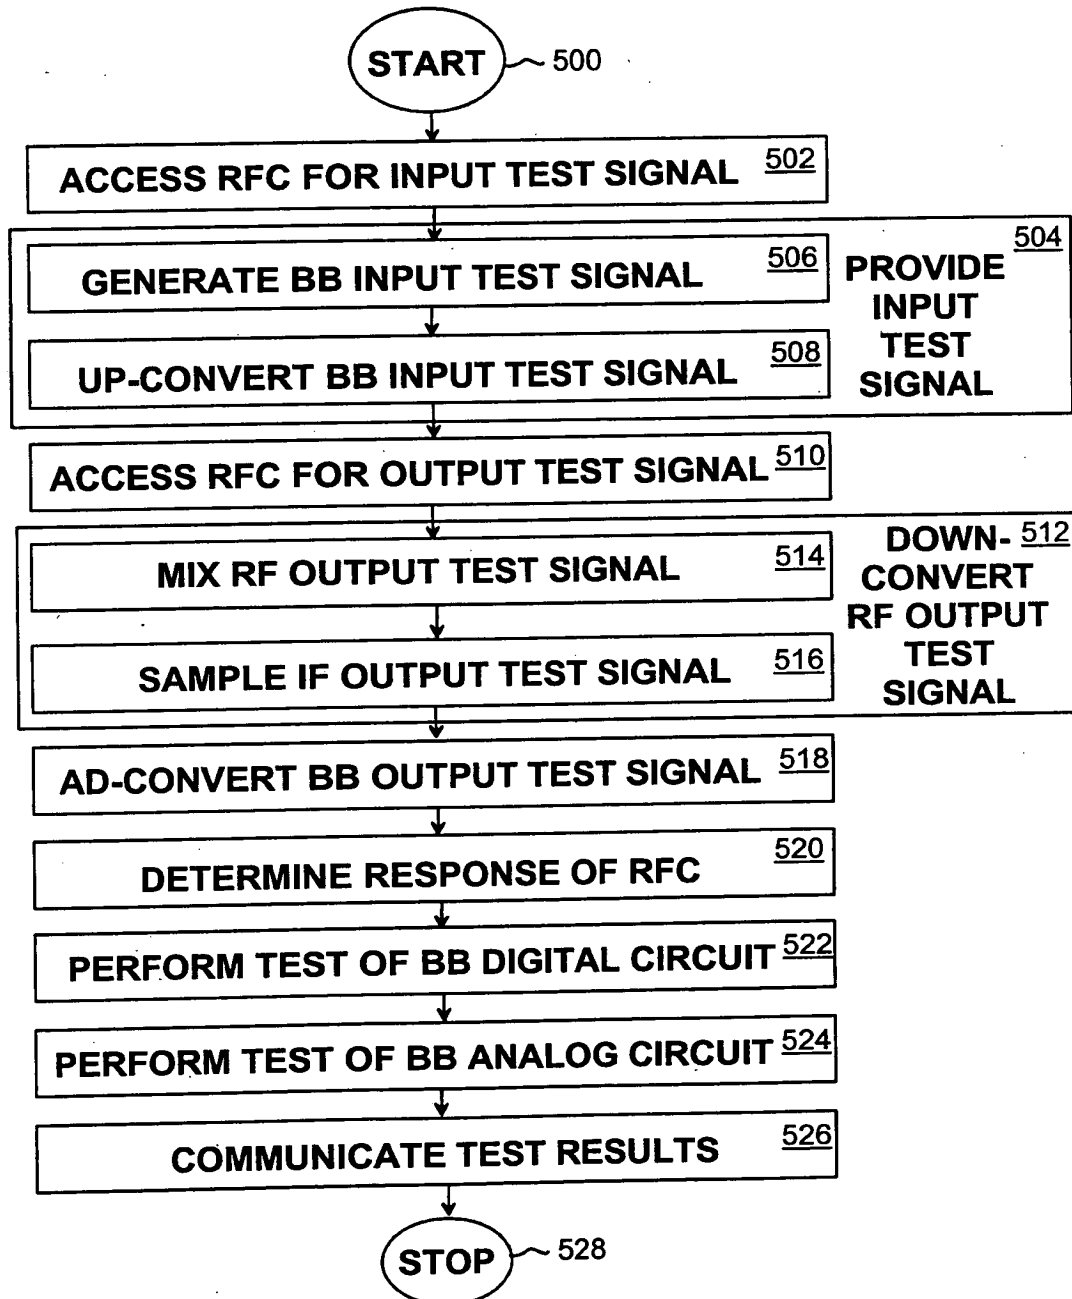 START
500
ACCESS RFC FOR INPUT TEST SIGNAL 502
504
GENERATE BB INPUT TEST SIGNAL 506
UP-CONVERT BB INPUT TEST SIGNAL 508
PROVIDE
INPUT
TEST
SIGNAL
ACCESS RFC FOR OUTPUT TEST SIGNAL 510
MIX RF OUTPUT TEST SIGNAL 514
SAMPLE IF OUTPUT TEST SIGNAL 516
DOWN- 512
CONVERT
RF OUTPUT
TEST
SIGNAL
AD-CONVERT BB OUTPUT TEST SIGNAL 518
DETERMINE RESPONSE OF RFC 520
PERFORM TEST OF BB DIGITAL CIRCUIT 522
PERFORM TEST OF BB ANALOG CIRCUIT 524
COMMUNICATE TEST RESULTS 526
STOP
528